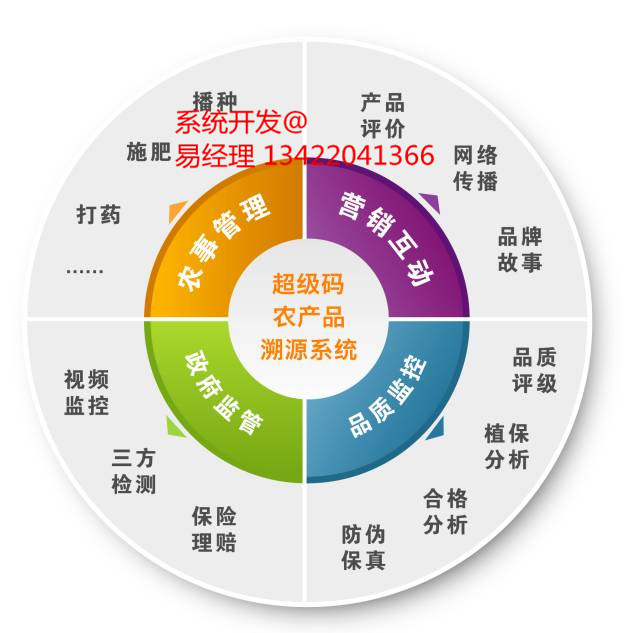 播种
系统开发@
易经理 13422041366
施肥
打药
……
农事管理
产品
评价
网络
传播
品牌
故事
营销互动
超级码
农产品
溯源系统
政府监管
视频
监控
三方
检测
保险
理赔
品质监控
品质
评级
植保
分析
合格
分析
防伪
保真